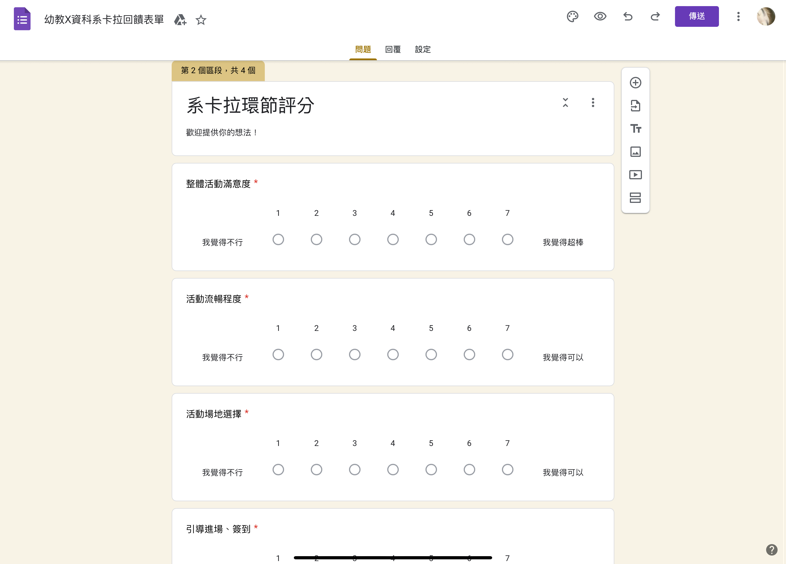 幼教X資科系卡拉回饋表單
傳送
問題 回覆 設定
第 2 個區段，共 4 個
系卡拉環節評分
歡迎提供你的想法！
整體活動滿意度 *
1 2 3 4 5 6 7
我覺得不行 我覺得超棒
活動流暢程度 *
1 2 3 4 5 6 7
我覺得不行 我覺得可以
活動場地選擇 *
1 2 3 4 5 6 7
我覺得不行 我覺得可以
引導進場、簽到 *
1 2 3 4 5 6 7
Tт
?